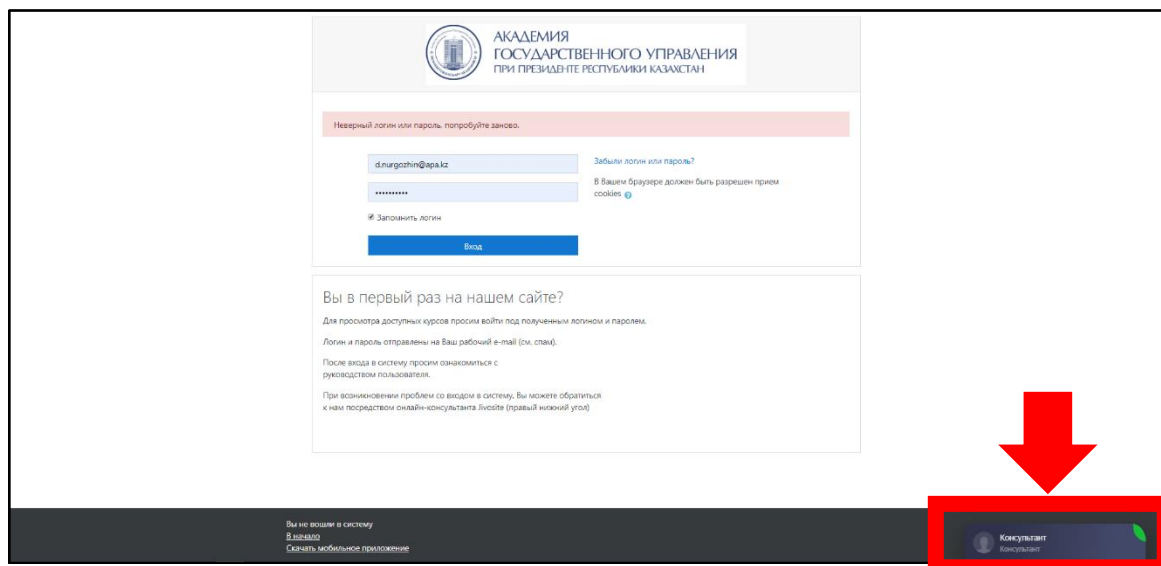 АКАДЕМИЯ
ГОСУДАРСТВЕННОГО УПРАВЛЕНИЯ
ПРИ ПРЕЗИДЕНТЕ РЕСПУБЛИКИ КАЗАХСТАН
Неверный логин или пароль, попробуйте заново.
d.nurgozhin@apa.kz
Забыли логин или пароль?
В Вашем браузере должен быть разрешен прием
cookies
Запомнить логин
Вход
Вы в первый раз на нашем сайте?
Для просмотра доступных курсов просим войти под полученным логином и паролем.
Логин и пароль отправлены на Ваш рабочий e-mail (см. спам).
После входа в систему просим ознакомиться с
руководством пользователя.
При возникновении проблем со входом в систему, Вы можете обратиться
к нам посредством онлайн-консультанта Jivosite (правый нижний угол)
Вы не вошли в систему
В начало
Скачать мобильное приложение
Консультант
Консультант